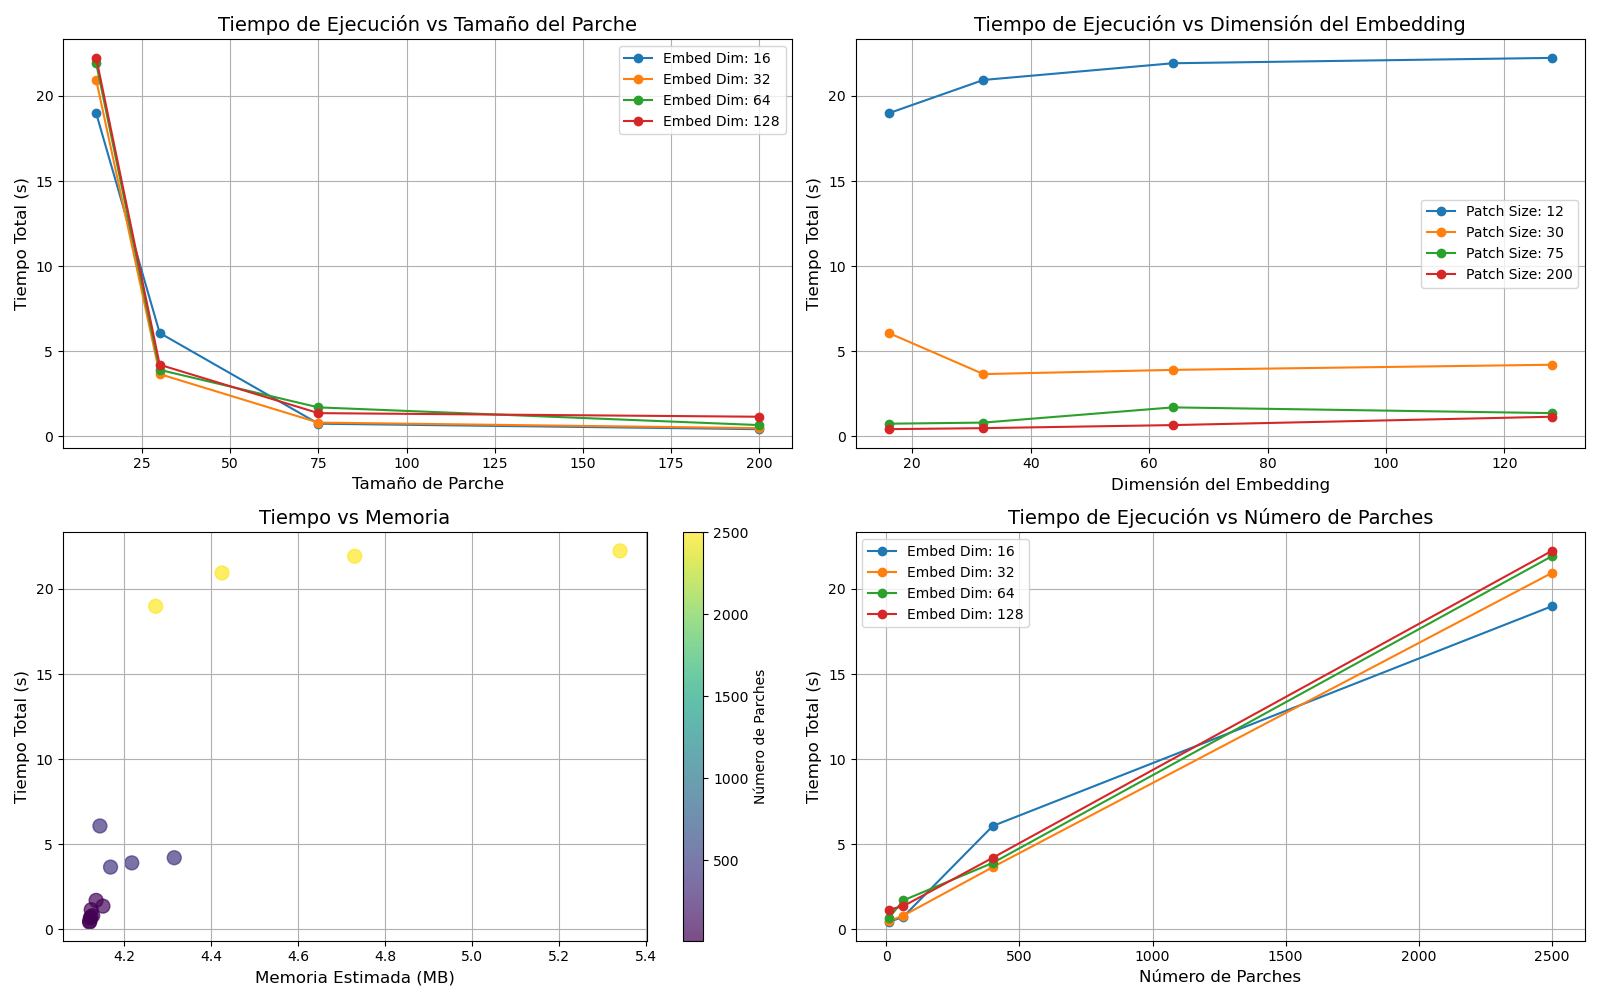 Tiempo de Ejecución vs Tamaño del Parche
Tiempo Total (s)
20
15
10
5
0
Embed Dim: 16
Embed Dim: 32
Embed Dim: 64
Embed Dim: 128
25
50
75
100
125
150
175
200
Tamaño de Parche
Tiempo de Ejecución vs Dimensión del Embedding
Tiempo Total (s)
20
15
10
5
0
Patch Size: 12
Patch Size: 30
Patch Size: 75
Patch Size: 200
20
40
60
80
100
120
Dimensión del Embedding
Tiempo vs Memoria
Tiempo Total (s)
20
15
10
5
0
4.2
4.4
4.6
4.8
5.0
5.2
5.4
Memoria Estimada (MB)
2500
2000
1500
1000
500
Número de Parches
Tiempo de Ejecución vs Número de Parches
Tiempo Total (s)
20
15
10
5
0
Embed Dim: 16
Embed Dim: 32
Embed Dim: 64
Embed Dim: 128
0
500
1000
1500
2000
2500
Número de Parches